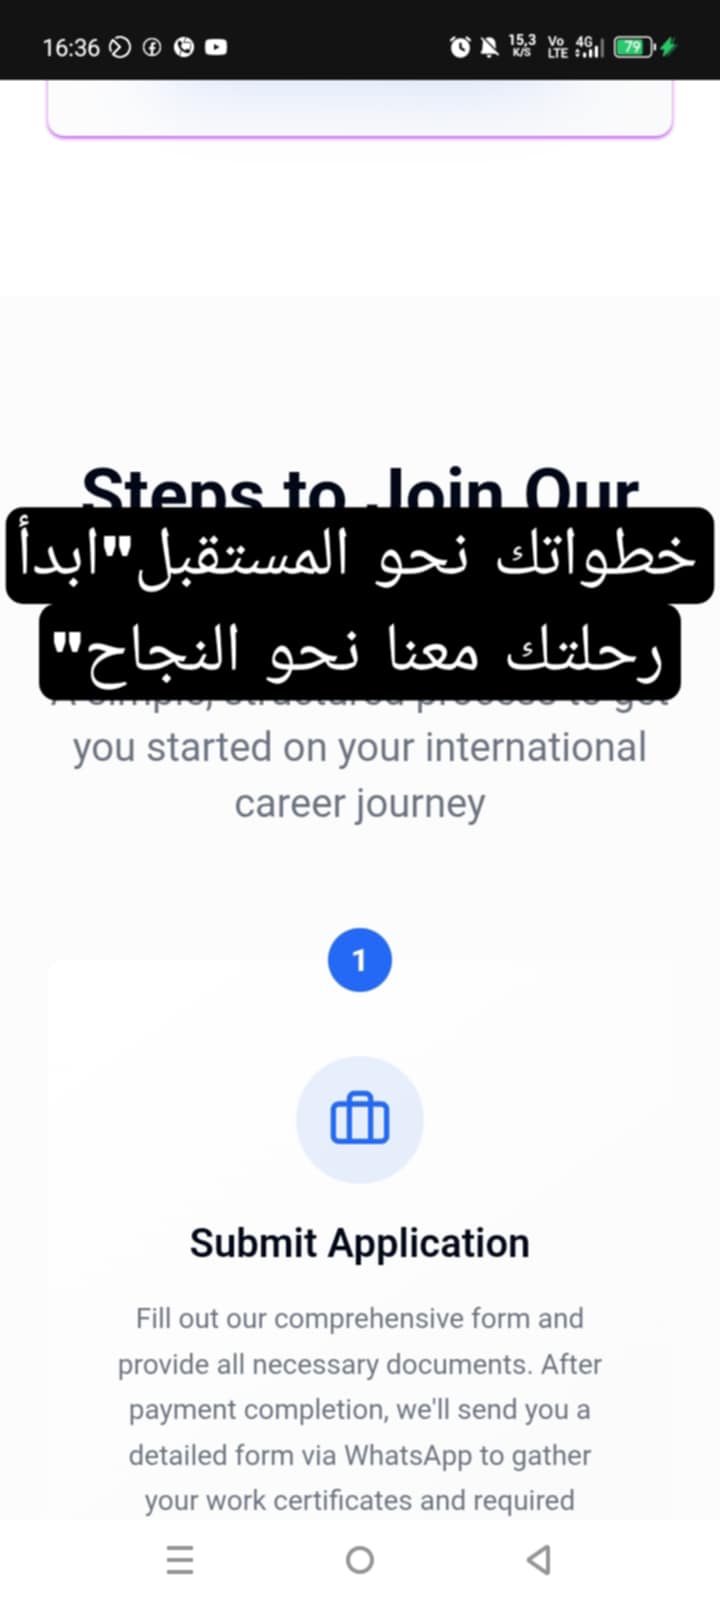 16:36
15,3 K/S
Vo LTE 4G
79
Steps to Join Our
خطواتك نحو المستقبل"ابدأ
رحلتك معنا نحو النجاح"
you started on your international
career journey
1
Submit Application
Fill out our comprehensive form and
provide all necessary documents. After
payment completion, we'll send you a
detailed form via WhatsApp to gather
your work certificates and required